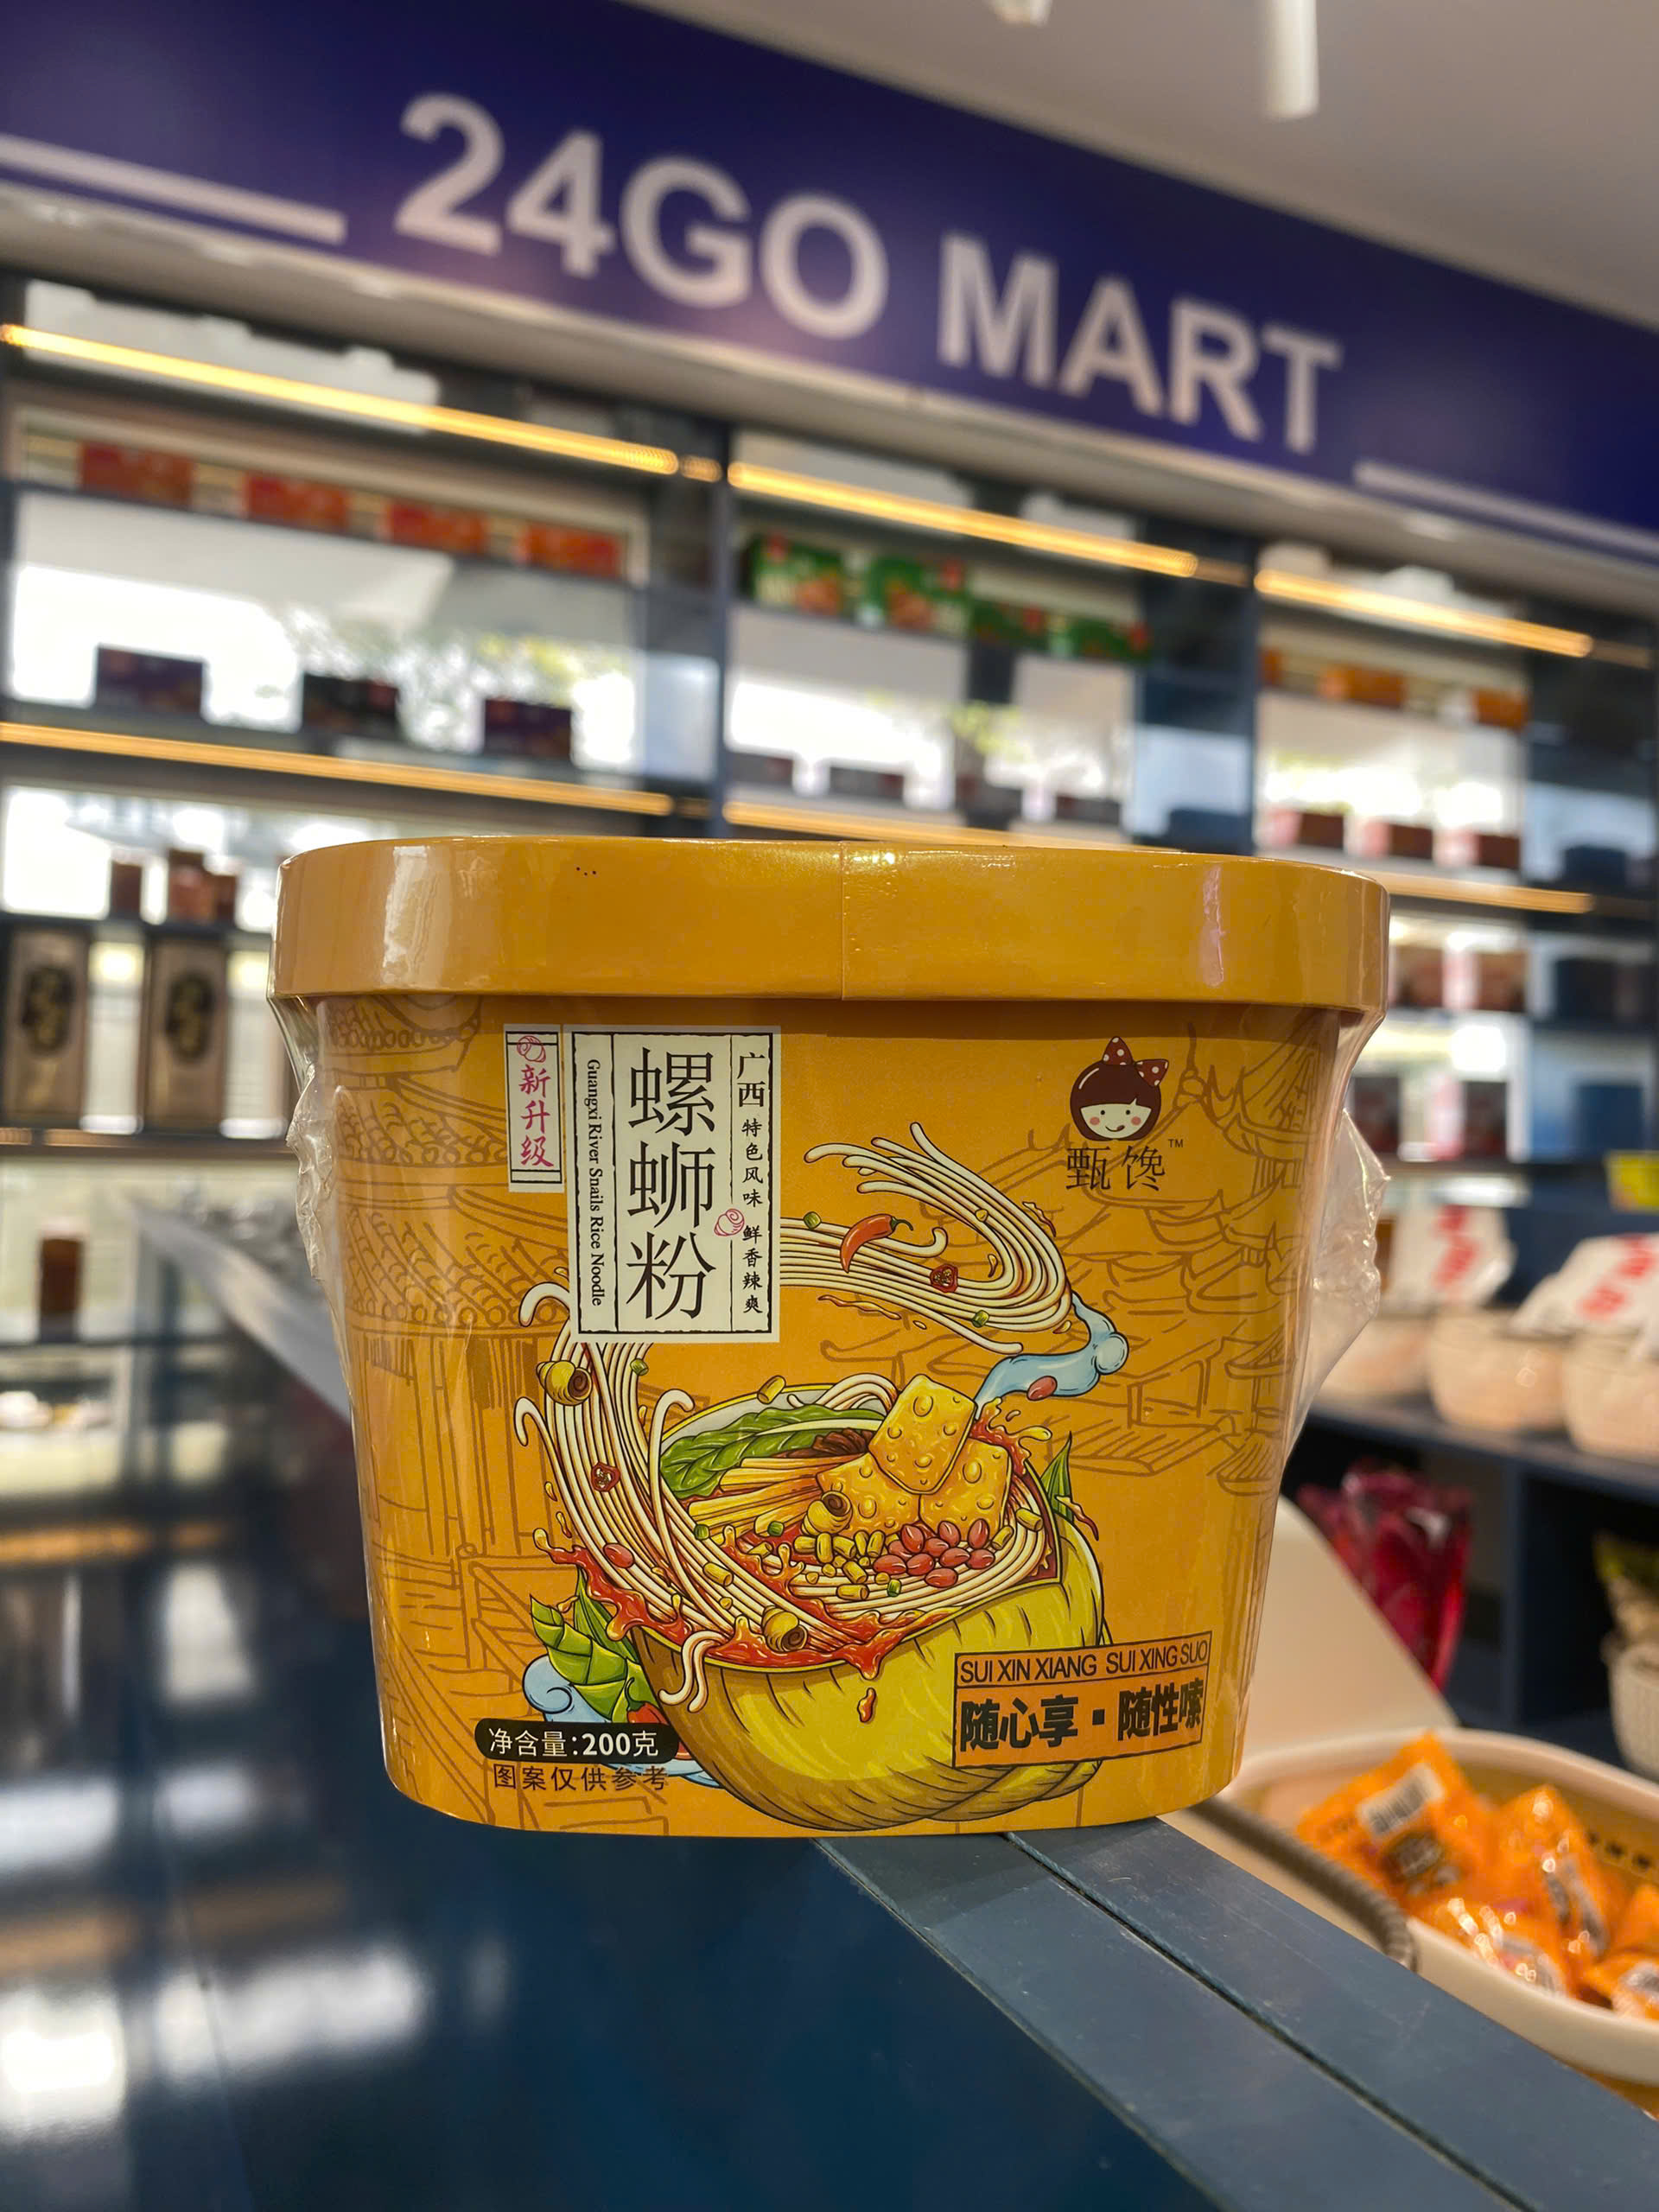 24GO MART
新升级
Guangxi River Snails Rice Noodle
螺蛳粉
广西特色风味 鲜香辣爽
甄馋™
SUI XIN XIANG SUI XING SUO
随心享·随性嗦
净含量:200克
图案仅供参考